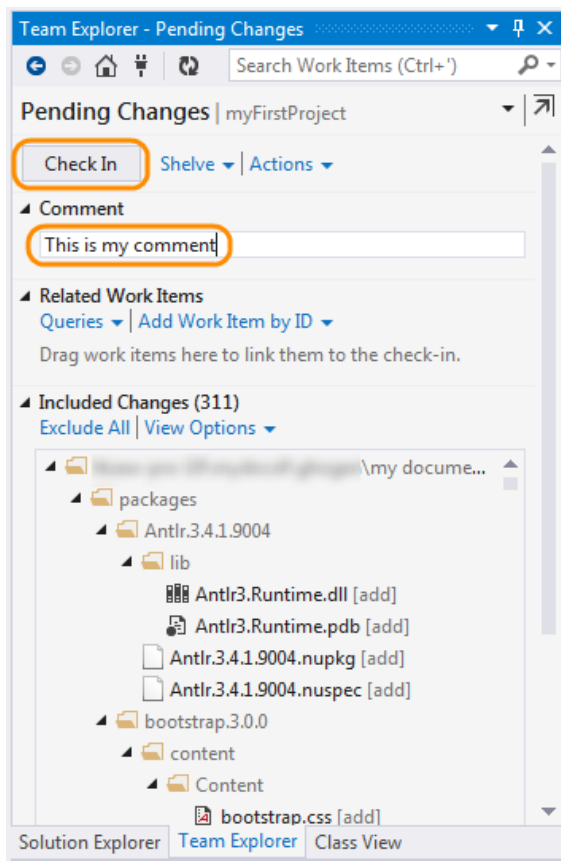 Team Explorer - Pending Changes
Search Work Items (Ctrl+')
Pending Changes | myFirstProject
Check In Shelve Actions
Comment
This is my comment
Related Work Items
Queries Add Work Item by ID
Drag work items here to link them to the check-in.
Included Changes (311)
Exclude All View Options
\my docume...
packages
Antlr.3.4.1.9004
lib
Antlr3.Runtime.dll [add]
Antlr3.Runtime.pdb [add]
Antlr.3.4.1.9004.nupkg [add]
Antlr.3.4.1.9004.nuspec [add]
bootstrap.3.0.0
content
Content
bootstrap.css [add]
Solution Explorer Team Explorer Class View